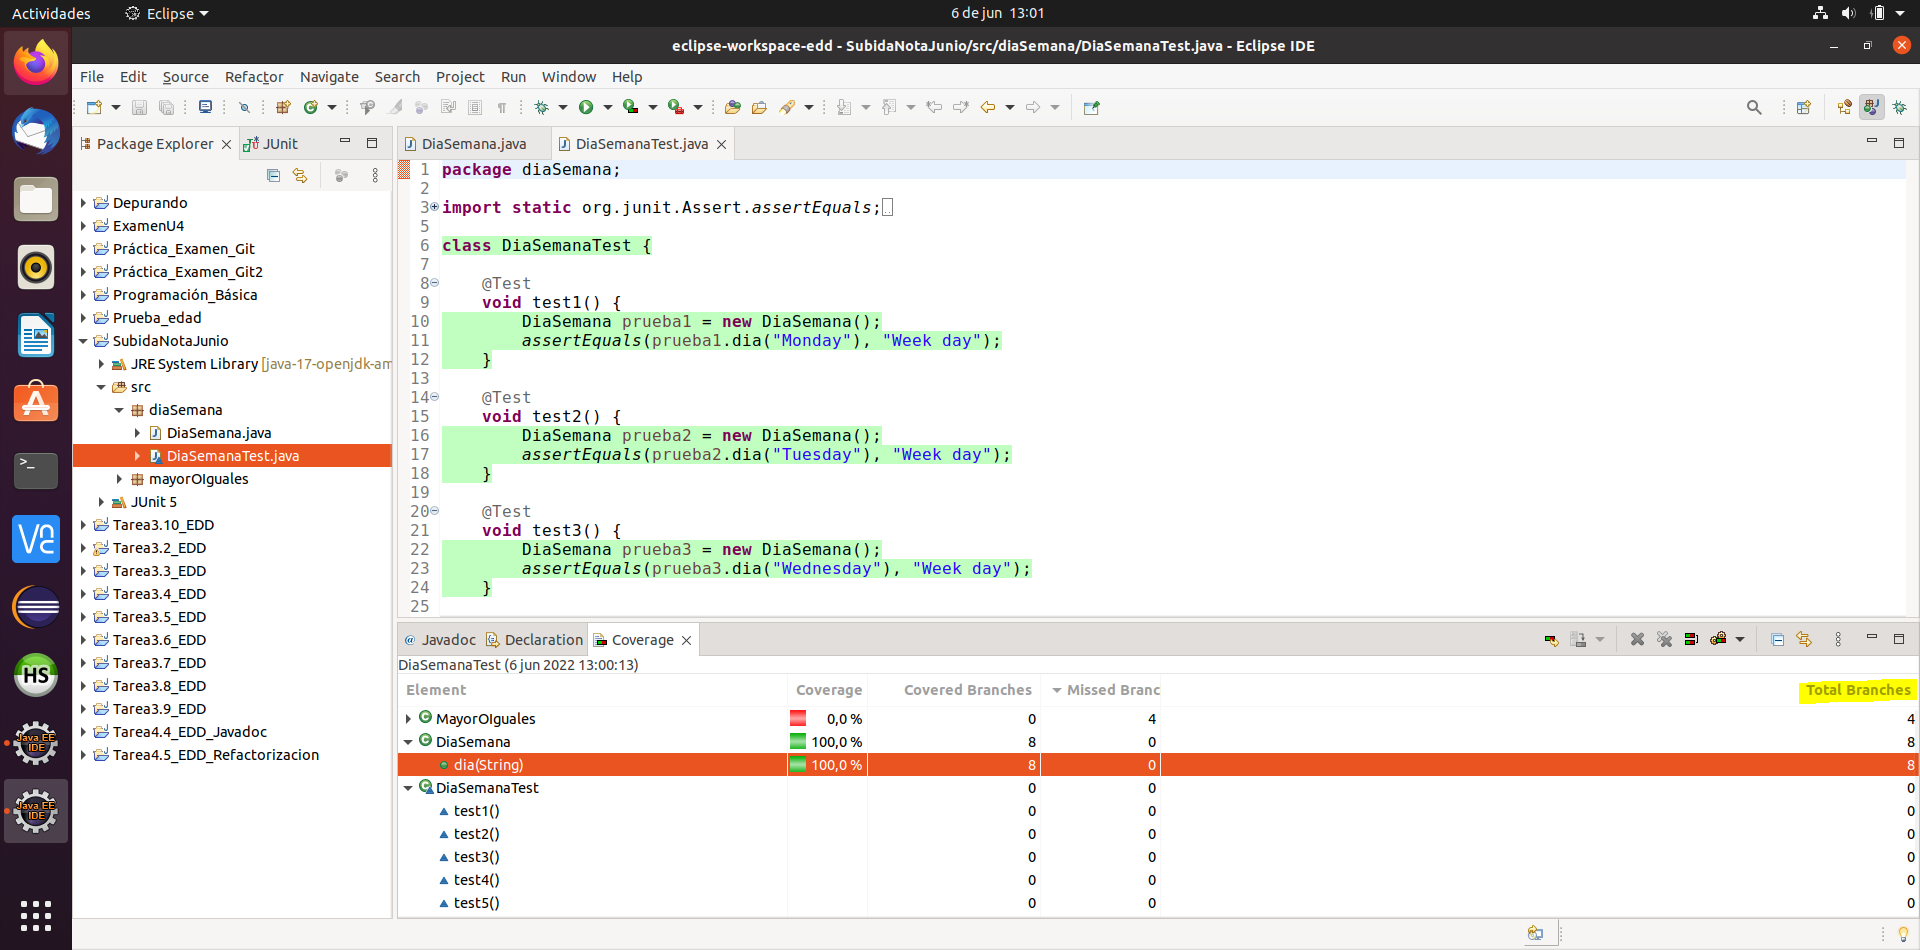 Actividades Eclipse 6 de jun 13:01
eclipse-workspace-edd - SubidaNotaJunio/src/diaSemana/DiaSemanaTest.java - Eclipse IDE
File Edit Source Refactor Navigate Search Project Run Window Help
Package Explorer JUnit
Depurando
ExamenU4
Práctica_Examen_Git
Práctica_Examen_Git2
Programación_Básica
Prueba_edad
SubidaNotaJunio
JRE System Library [java-17-openjdk-am
src
diaSemana
DiaSemana.java
DiaSemanaTest.java
mayorOIguales
JUnit 5
Tarea3.10_EDD
Tarea3.2_EDD
Tarea3.3_EDD
Tarea3.4_EDD
Tarea3.5_EDD
Tarea3.6_EDD
Tarea3.7_EDD
Tarea3.8_EDD
Tarea3.9_EDD
Tarea4.4_EDD_Javadoc
Tarea4.5_EDD_Refactorizacion
DiaSemana.java DiaSemanaTest.java
1 package diaSemana;
2
3 import static org.junit.Assert.assertEquals;
5
6 class DiaSemanaTest {
7
8 @Test
9 void test1() {
10 DiaSemana prueba1 = new DiaSemana();
11 assertEquals(prueba1.dia("Monday"), "Week day");
12 }
13
14 @Test
15 void test2() {
16 DiaSemana prueba2 = new DiaSemana();
17 assertEquals(prueba2.dia("Tuesday"), "Week day");
18 }
19
20 @Test
21 void test3() {
22 DiaSemana prueba3 = new DiaSemana();
23 assertEquals(prueba3.dia("Wednesday"), "Week day");
24 }
25
Javadoc Declaration Coverage
DiaSemanaTest (6 jun 2022 13:00:13)
Element Coverage Covered Branches Missed Branc Total Branches
MayorOIguales 0,0 % 0 4 4
DiaSemana 100,0 % 8 0 8
dia(String) 100,0 % 8 0 8
DiaSemanaTest 0 0 0
test1() 0 0 0
test2() 0 0 0
test3() 0 0 0
test4() 0 0 0
test5() 0 0 0
HS
Java EE
IDE
Java EE
IDE